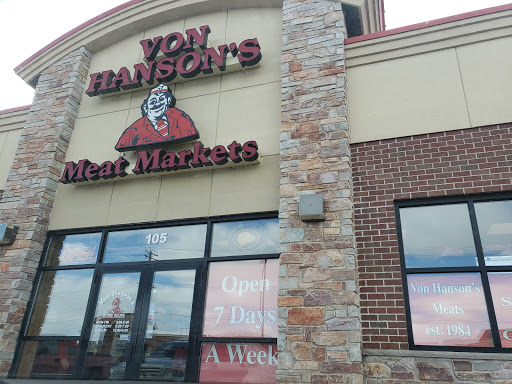 VON
HANSON'S
Meat Markets
105
Open
7 Days
A Week
Von Hanson's
Meats
est. 1984